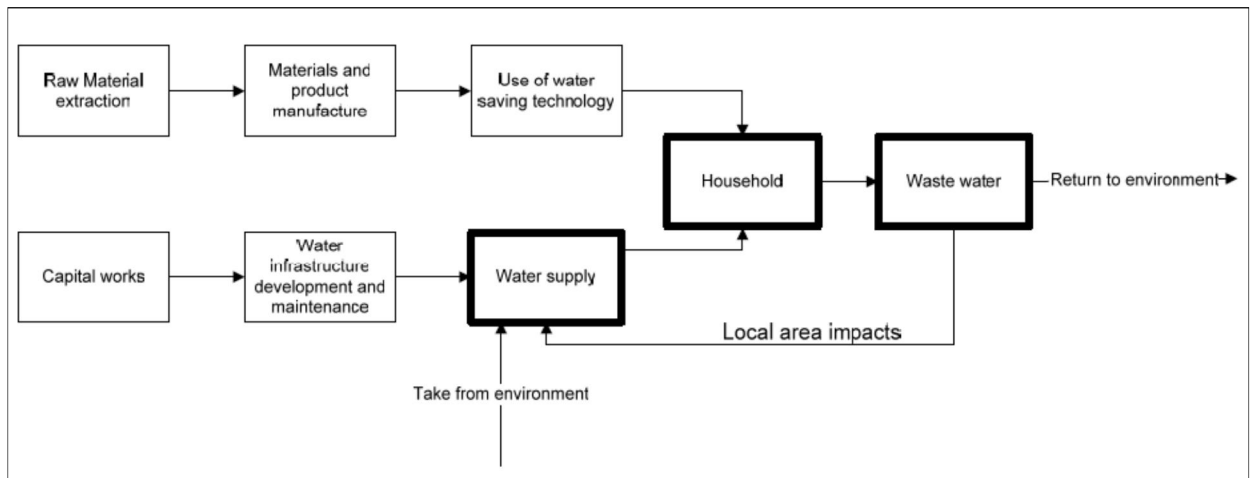 Raw Material
extraction
Materials and
product
manufacture
Use of water
saving technology
Household
Waste water
Return to environment
Capital works
Water
infrastructure
development and
maintenance
Water supply
Local area impacts
Take from environment